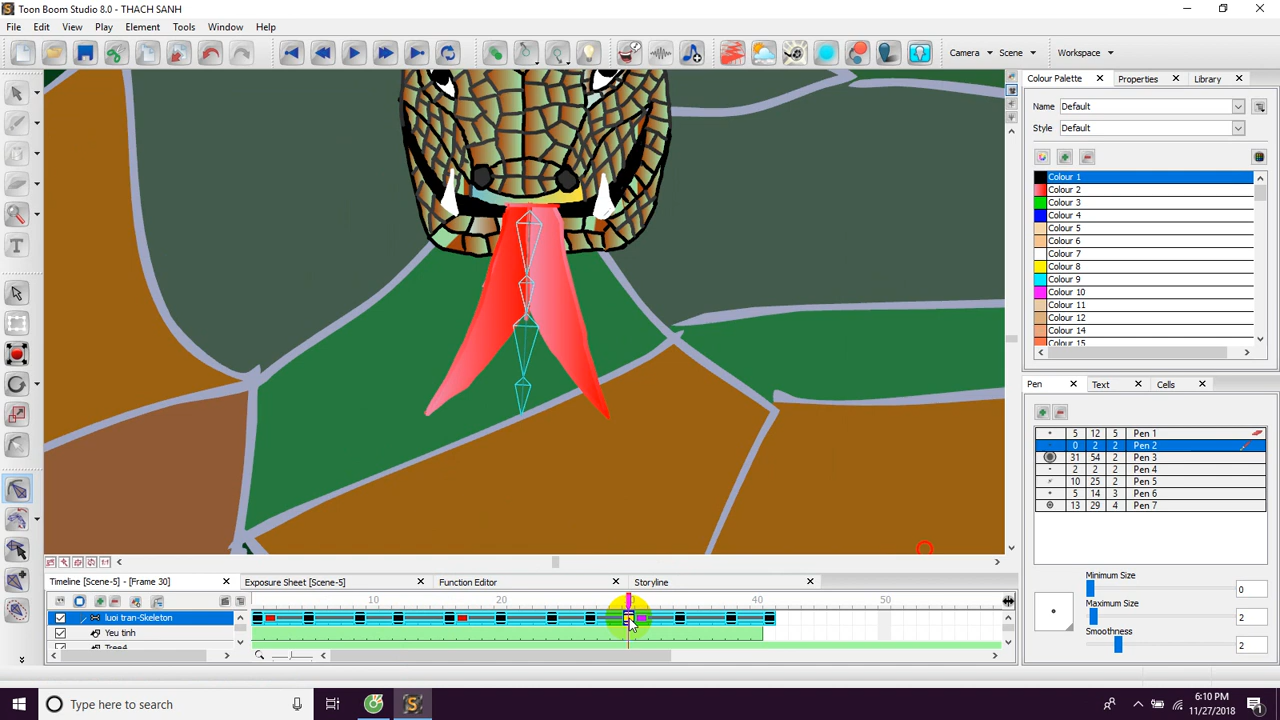 Toon Boom Studio 8.0 - THACH SANH
File Edit View Play Element Tools Window Help
Camera Scene Workspace
Colour Palette Properties Library
Name Default
Style Default
Colour 1
Colour 2
Colour 3
Colour 4
Colour 5
Colour 6
Colour 7
Colour 8
Colour 9
Colour 10
Colour 11
Colour 12
Colour 14
Colour 15
Pen Text Cells
5 12 5 Pen 1
0 2 2 Pen 2
31 54 2 Pen 3
2 2 2 Pen 4
10 25 2 Pen 5
5 14 3 Pen 6
13 29 4 Pen 7
Minimum Size
0
Maximum Size
2
Smoothness
2
Timeline [Scene-5] - [Frame 30] Exposure Sheet [Scene-5] Function Editor Storyline
10 20 40 50
luoi tran-Skeleton
Yeu tinh
Tree4
Type here to search
6:10 PM
11/27/2018